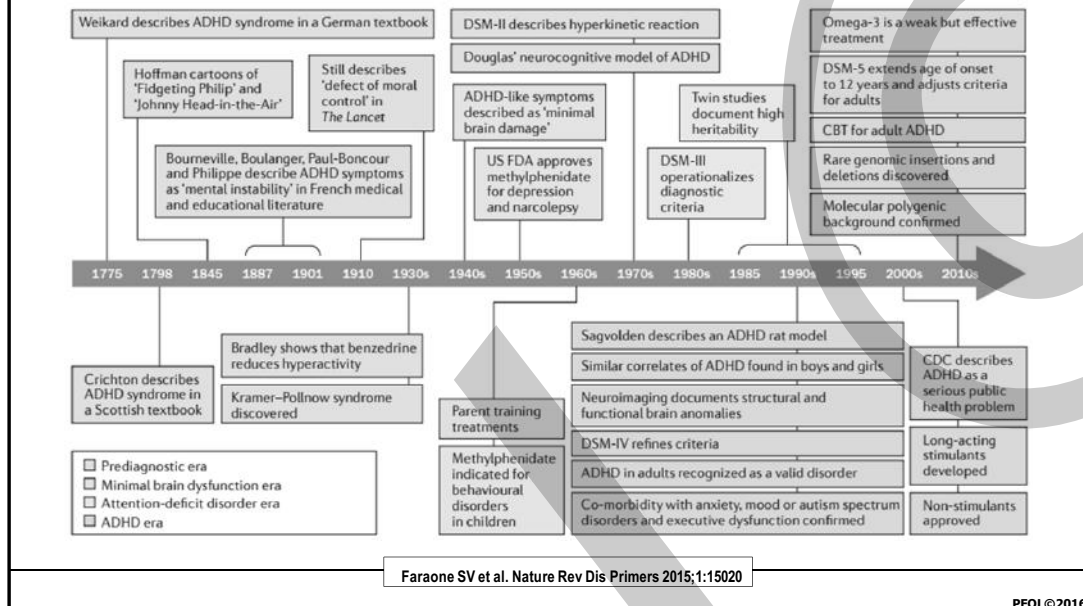 Weikard describes ADHD syndrome in a German textbook
DSM-II describes hyperkinetic reaction
Omega-3 is a weak but effective
treatment
Hoffman cartoons of
'Fidgeting Philip' and
'Johnny Head-in-the-Air'
Still describes
'defect of moral
control' in
The Lancet
Douglas' neurocognitive model of ADHD
DSM-5 extends age of onset
to 12 years and adjusts criteria
for adults
ADHD-like symptoms
described as 'minimal
brain damage'
Twin studies
document high
heritability
CBT for adult ADHD
Bourneville, Boulanger, Paul-Boncour
and Philippe describe ADHD symptoms
as 'mental instability' in French medical
and educational literature
US FDA approves
methylphenidate
for depression
and narcolepsy
DSM-III
operationalizes
diagnostic
criteria
Rare genomic insertions and
deletions discovered
Molecular polygenic
background confirmed
1775 1798 1845 1887 1901 1910 1930s 1940s 1950s 1960s 1970s 1980s 1985 1990s 1995 2000s 2010s
Crichton describes
ADHD syndrome in
a Scottish textbook
Bradley shows that benzedrine
reduces hyperactivity
Kramer–Pollnow syndrome
discovered
Parent training
treatments
Methylphenidate
indicated for
behavioural
disorders
in children
Sagvolden describes an ADHD rat model
Similar correlates of ADHD found in boys and girls
Neuroimaging documents structural and
functional brain anomalies
DSM-IV refines criteria
ADHD in adults recognized as a valid disorder
Co-morbidity with anxiety, mood or autism spectrum
disorders and executive dysfunction confirmed
CDC describes
ADHD as a
serious public
health problem
Long-acting
stimulants
developed
Non-stimulants
approved
Prediagnostic era
Minimal brain dysfunction era
Attention-deficit disorder era
ADHD era
Faraone SV et al. Nature Rev Dis Primers 2015;1:15020